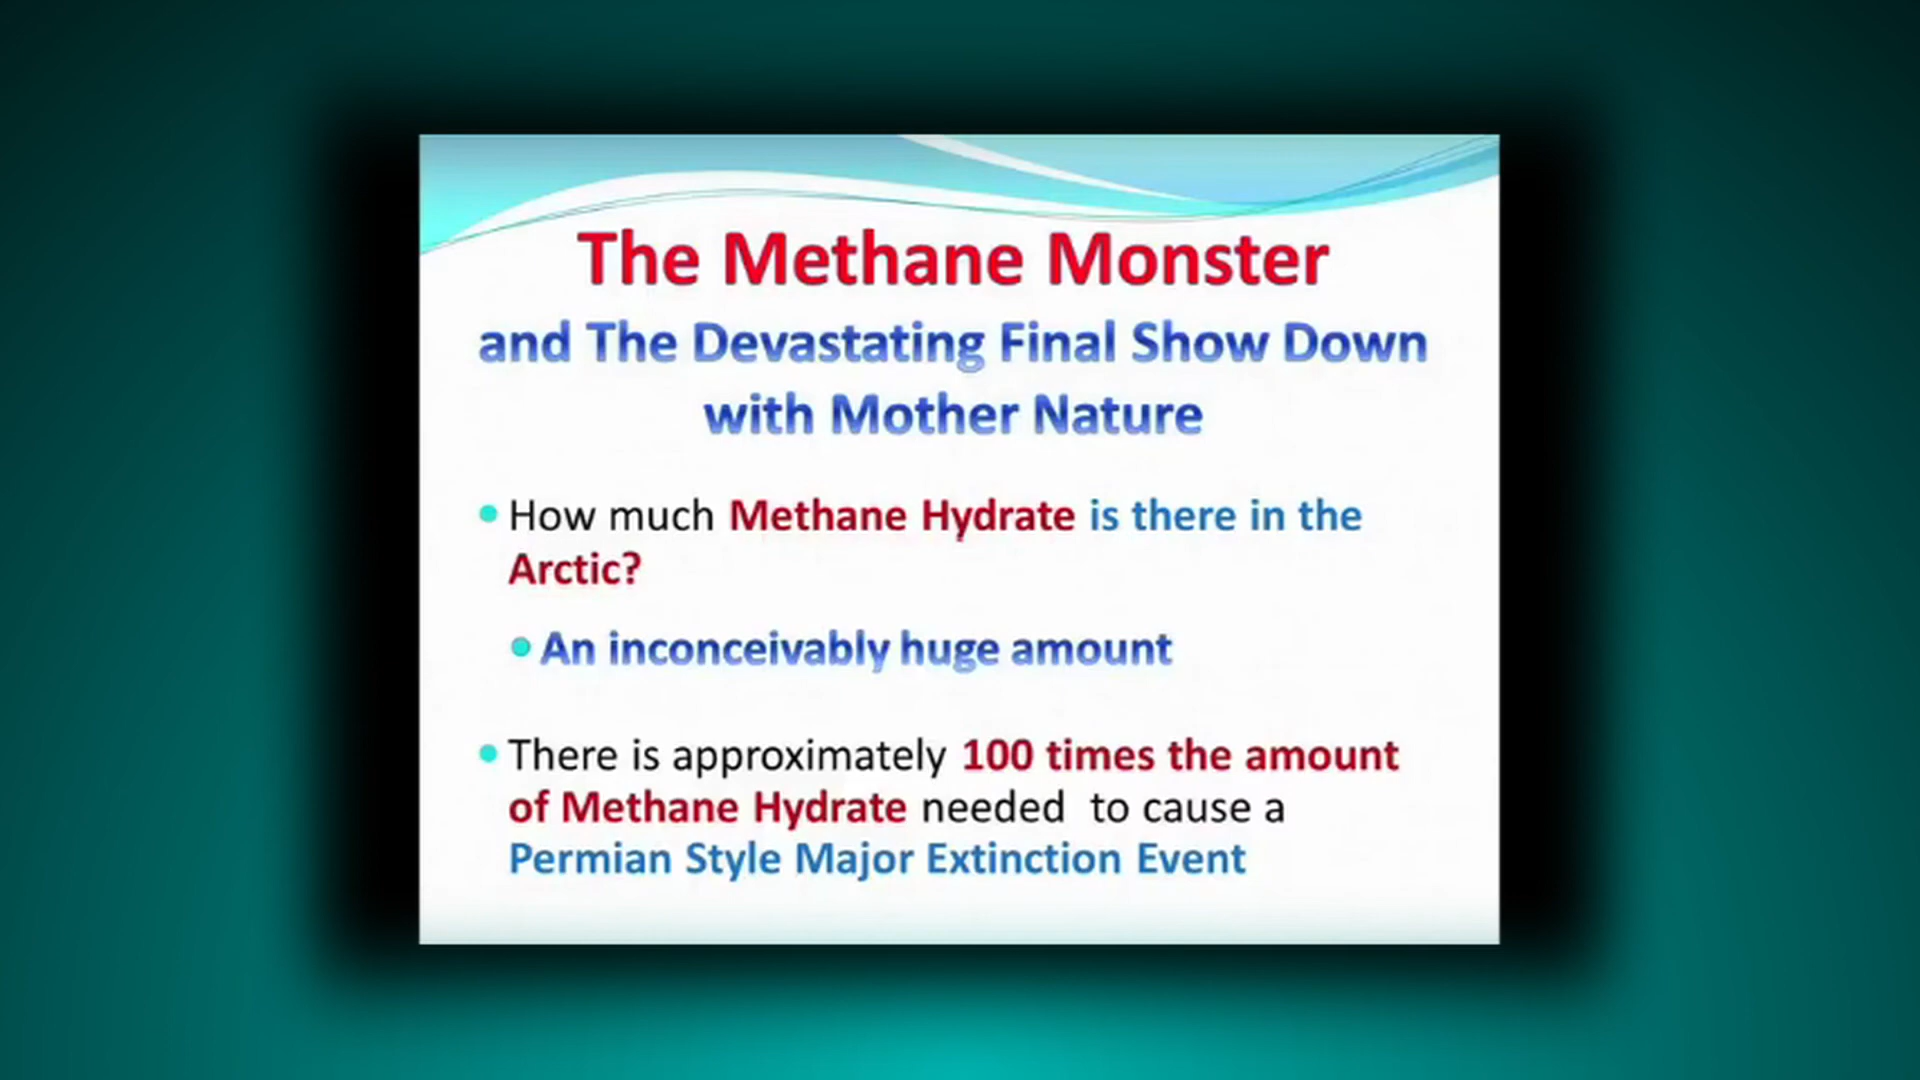 The Methane Monster
and The Devastating Final Show Down
with Mother Nature
How much Methane Hydrate is there in the
Arctic?
An inconceivably huge amount
There is approximately 100 times the amount
of Methane Hydrate needed to cause a
Permian Style Major Extinction Event